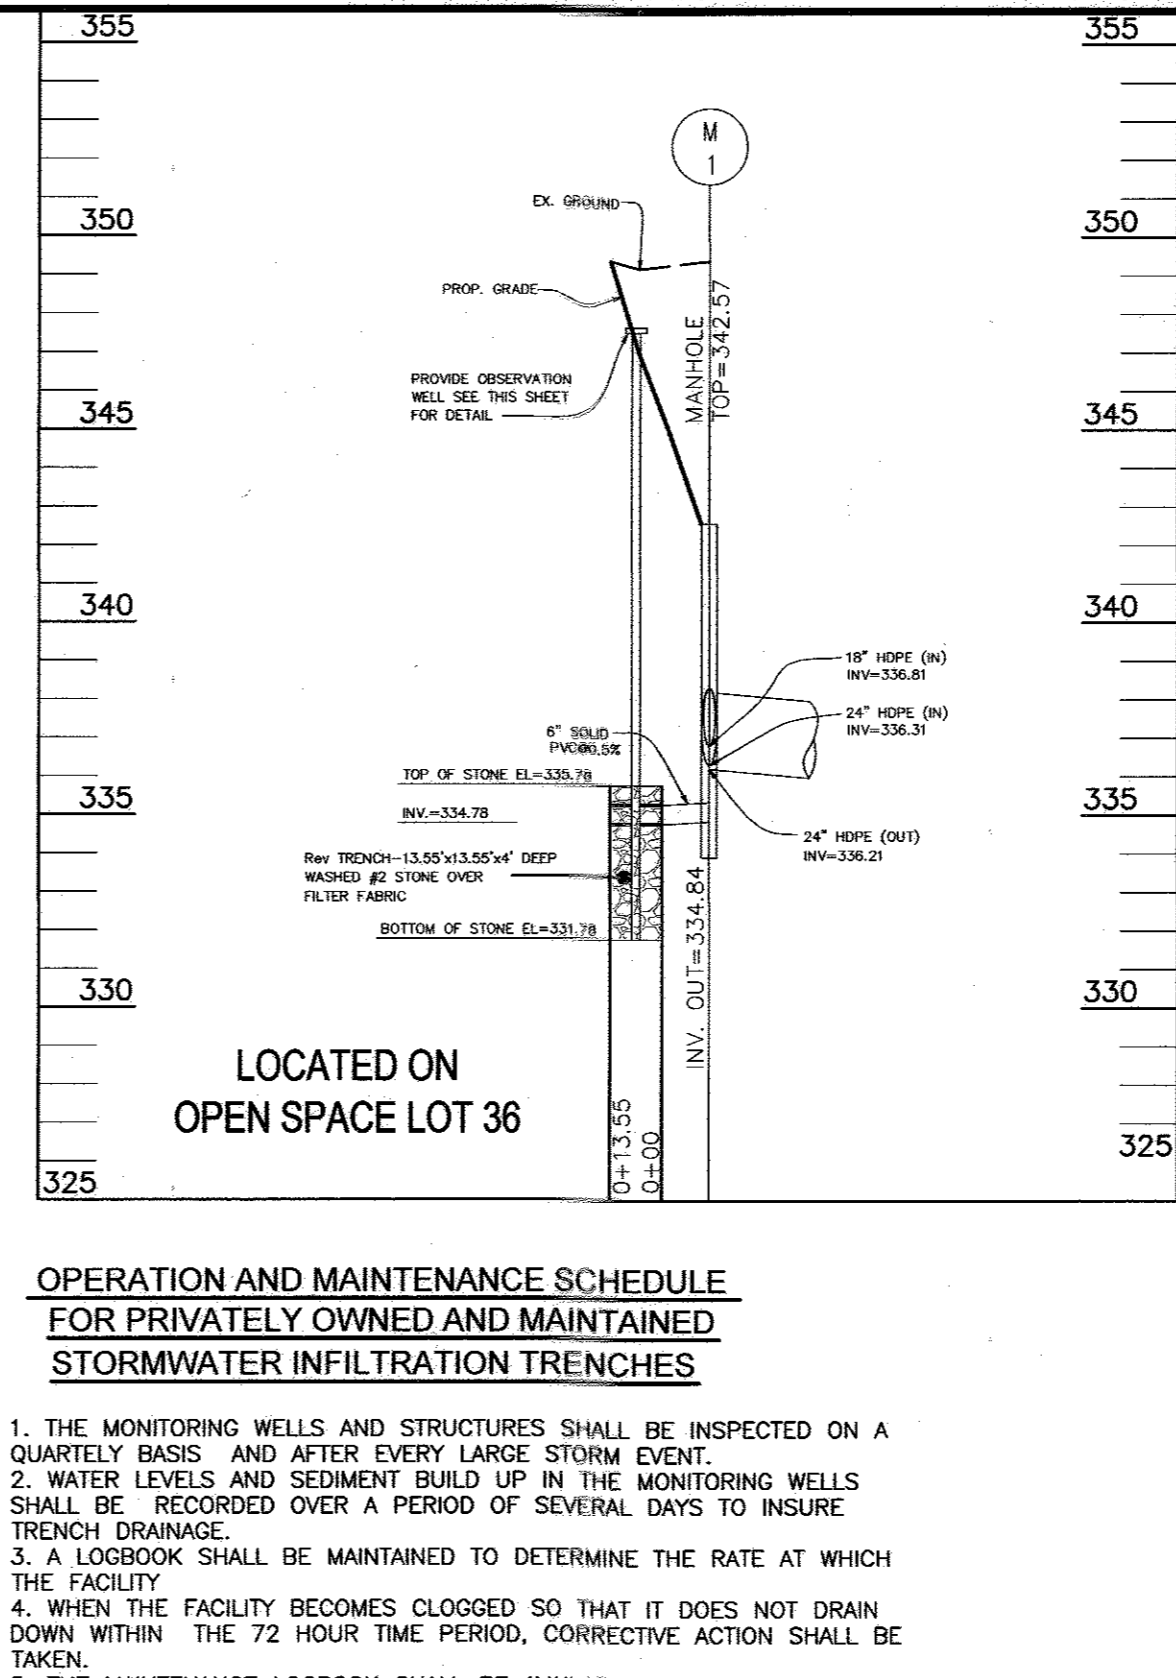 355
355
M
1
EX. GROUND
350
350
PROP. GRADE
MANHOLE
TOP=342.57
PROVIDE OBSERVATION
WELL SEE THIS SHEET
FOR DETAIL
345
345
340
340
18" HDPE (IN)
INV=336.81
24" HDPE (IN)
INV=336.31
6" SOLID
PVC@0.5%
TOP OF STONE EL=335.78
335
335
INV.=334.78
24" HDPE (OUT)
INV=336.21
Rev TRENCH-13.55'x13.55'x4' DEEP
WASHED #2 STONE OVER
FILTER FABRIC
BOTTOM OF STONE EL=331.78
INV. OUT=334.84
330
330
LOCATED ON
OPEN SPACE LOT 36
0+13.55
0+00
325
325
OPERATION AND MAINTENANCE SCHEDULE
FOR PRIVATELY OWNED AND MAINTAINED
STORMWATER INFILTRATION TRENCHES
1. THE MONITORING WELLS AND STRUCTURES SHALL BE INSPECTED ON A
QUARTELY BASIS AND AFTER EVERY LARGE STORM EVENT.
2. WATER LEVELS AND SEDIMENT BUILD UP IN THE MONITORING WELLS
SHALL BE RECORDED OVER A PERIOD OF SEVERAL DAYS TO INSURE
TRENCH DRAINAGE.
3. A LOGBOOK SHALL BE MAINTAINED TO DETERMINE THE RATE AT WHICH
THE FACILITY
4. WHEN THE FACILITY BECOMES CLOGGED SO THAT IT DOES NOT DRAIN
DOWN WITHIN THE 72 HOUR TIME PERIOD, CORRECTIVE ACTION SHALL BE
TAKEN.